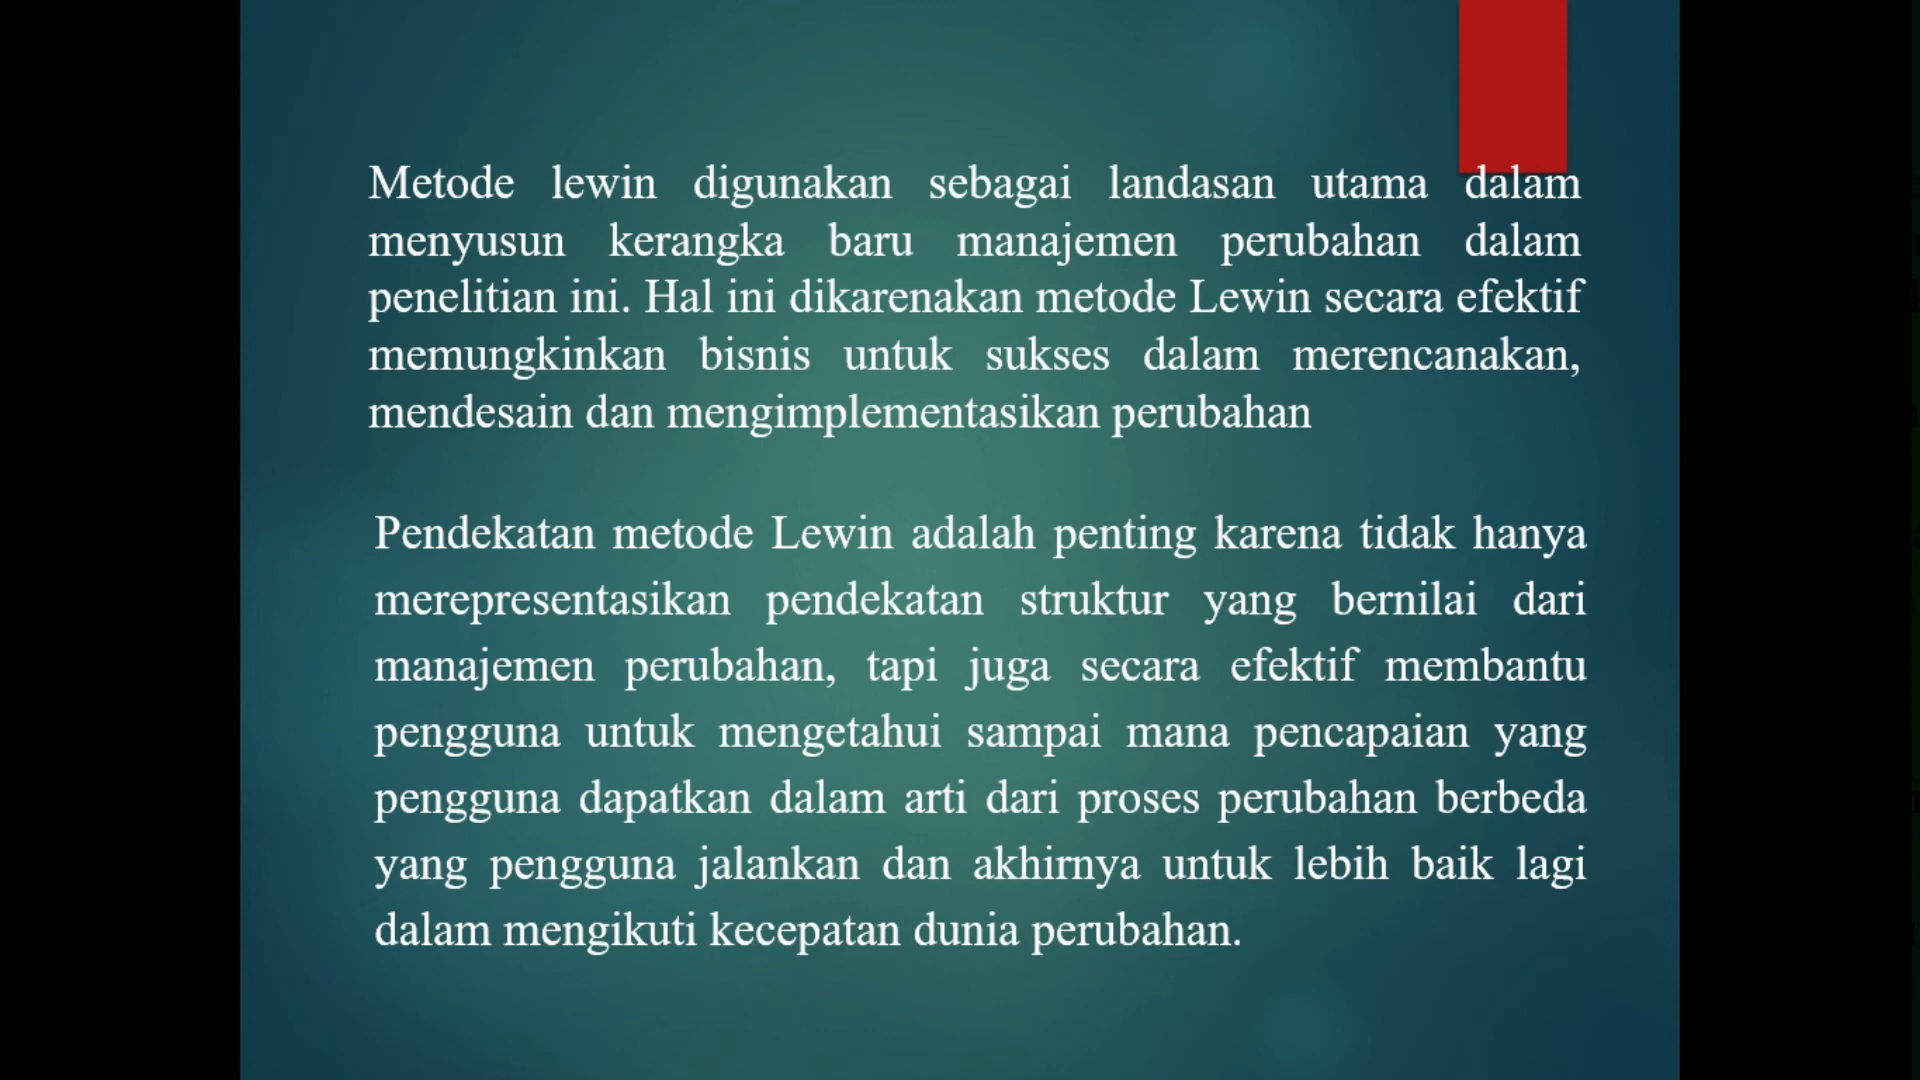 Metode lewin digunakan sebagai landasan utama dalam
menyusun kerangka baru manajemen perubahan dalam
penelitian ini. Hal ini dikarenakan metode Lewin secara efektif
memungkinkan bisnis untuk sukses dalam merencanakan,
mendesain dan mengimplementasikan perubahan
Pendekatan metode Lewin adalah penting karena tidak hanya
merepresentasikan pendekatan struktur yang bernilai dari
manajemen perubahan, tapi juga secara efektif membantu
pengguna untuk mengetahui sampai mana pencapaian yang
pengguna dapatkan dalam arti dari proses perubahan berbeda
yang pengguna jalankan dan akhirnya untuk lebih baik lagi
dalam mengikuti kecepatan dunia perubahan.